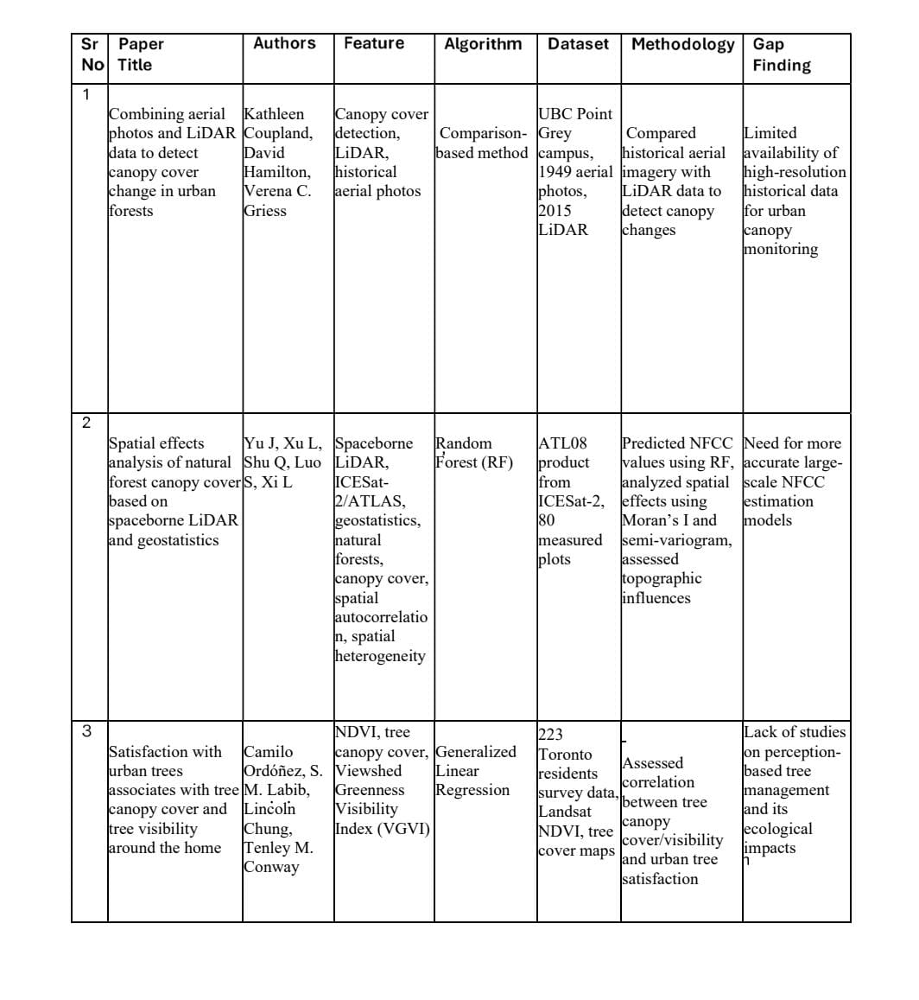 Sr No Paper Title Authors Feature Algorithm Dataset Methodology Gap Finding
1
Combining aerial
photos and LiDAR
data to detect
canopy cover
change in urban
forests
Kathleen
Coupland,
David
Hamilton,
Verena C.
Griess
Canopy cover
detection,
LiDAR,
historical
aerial photos
Comparison-
based method
UBC Point
Grey
campus,
1949 aerial
photos,
2015
LiDAR
Compared
historical aerial
imagery with
LiDAR data to
detect canopy
changes
Limited
availability of
high-resolution
historical data
for urban
canopy
monitoring
2
Spatial effects
analysis of natural
forest canopy cover
based on
spaceborne LiDAR
and geostatistics
Yu J, Xu L,
Shu Q, Luo
S, Xi L
Spaceborne
LiDAR,
ICESat-
2/ATLAS,
geostatistics,
natural
forests,
canopy cover,
spatial
autocorrelatio
n, spatial
heterogeneity
Random
Forest (RF)
ATL08
product
from
ICESat-2,
80
measured
plots
Predicted NFCC
values using RF,
analyzed spatial
effects using
Moran’s I and
semi-variogram,
assessed
topographic
influences
Need for more
accurate large-
scale NFCC
estimation
models
3
Satisfaction with
urban trees
associates with tree
canopy cover and
tree visibility
around the home
Camilo
Ordóñez, S.
M. Labib,
Lincoln
Chung,
Tenley M.
Conway
NDVI, tree
canopy cover,
Viewshed
Greenness
Visibility
Index (VGVI)
Generalized
Linear
Regression
223
Toronto
residents
survey data,
Landsat
NDVI, tree
cover maps
Assessed
correlation
between tree
canopy
cover/visibility
and urban tree
satisfaction
Lack of studies
on perception-
based tree
management
and its
ecological
impacts